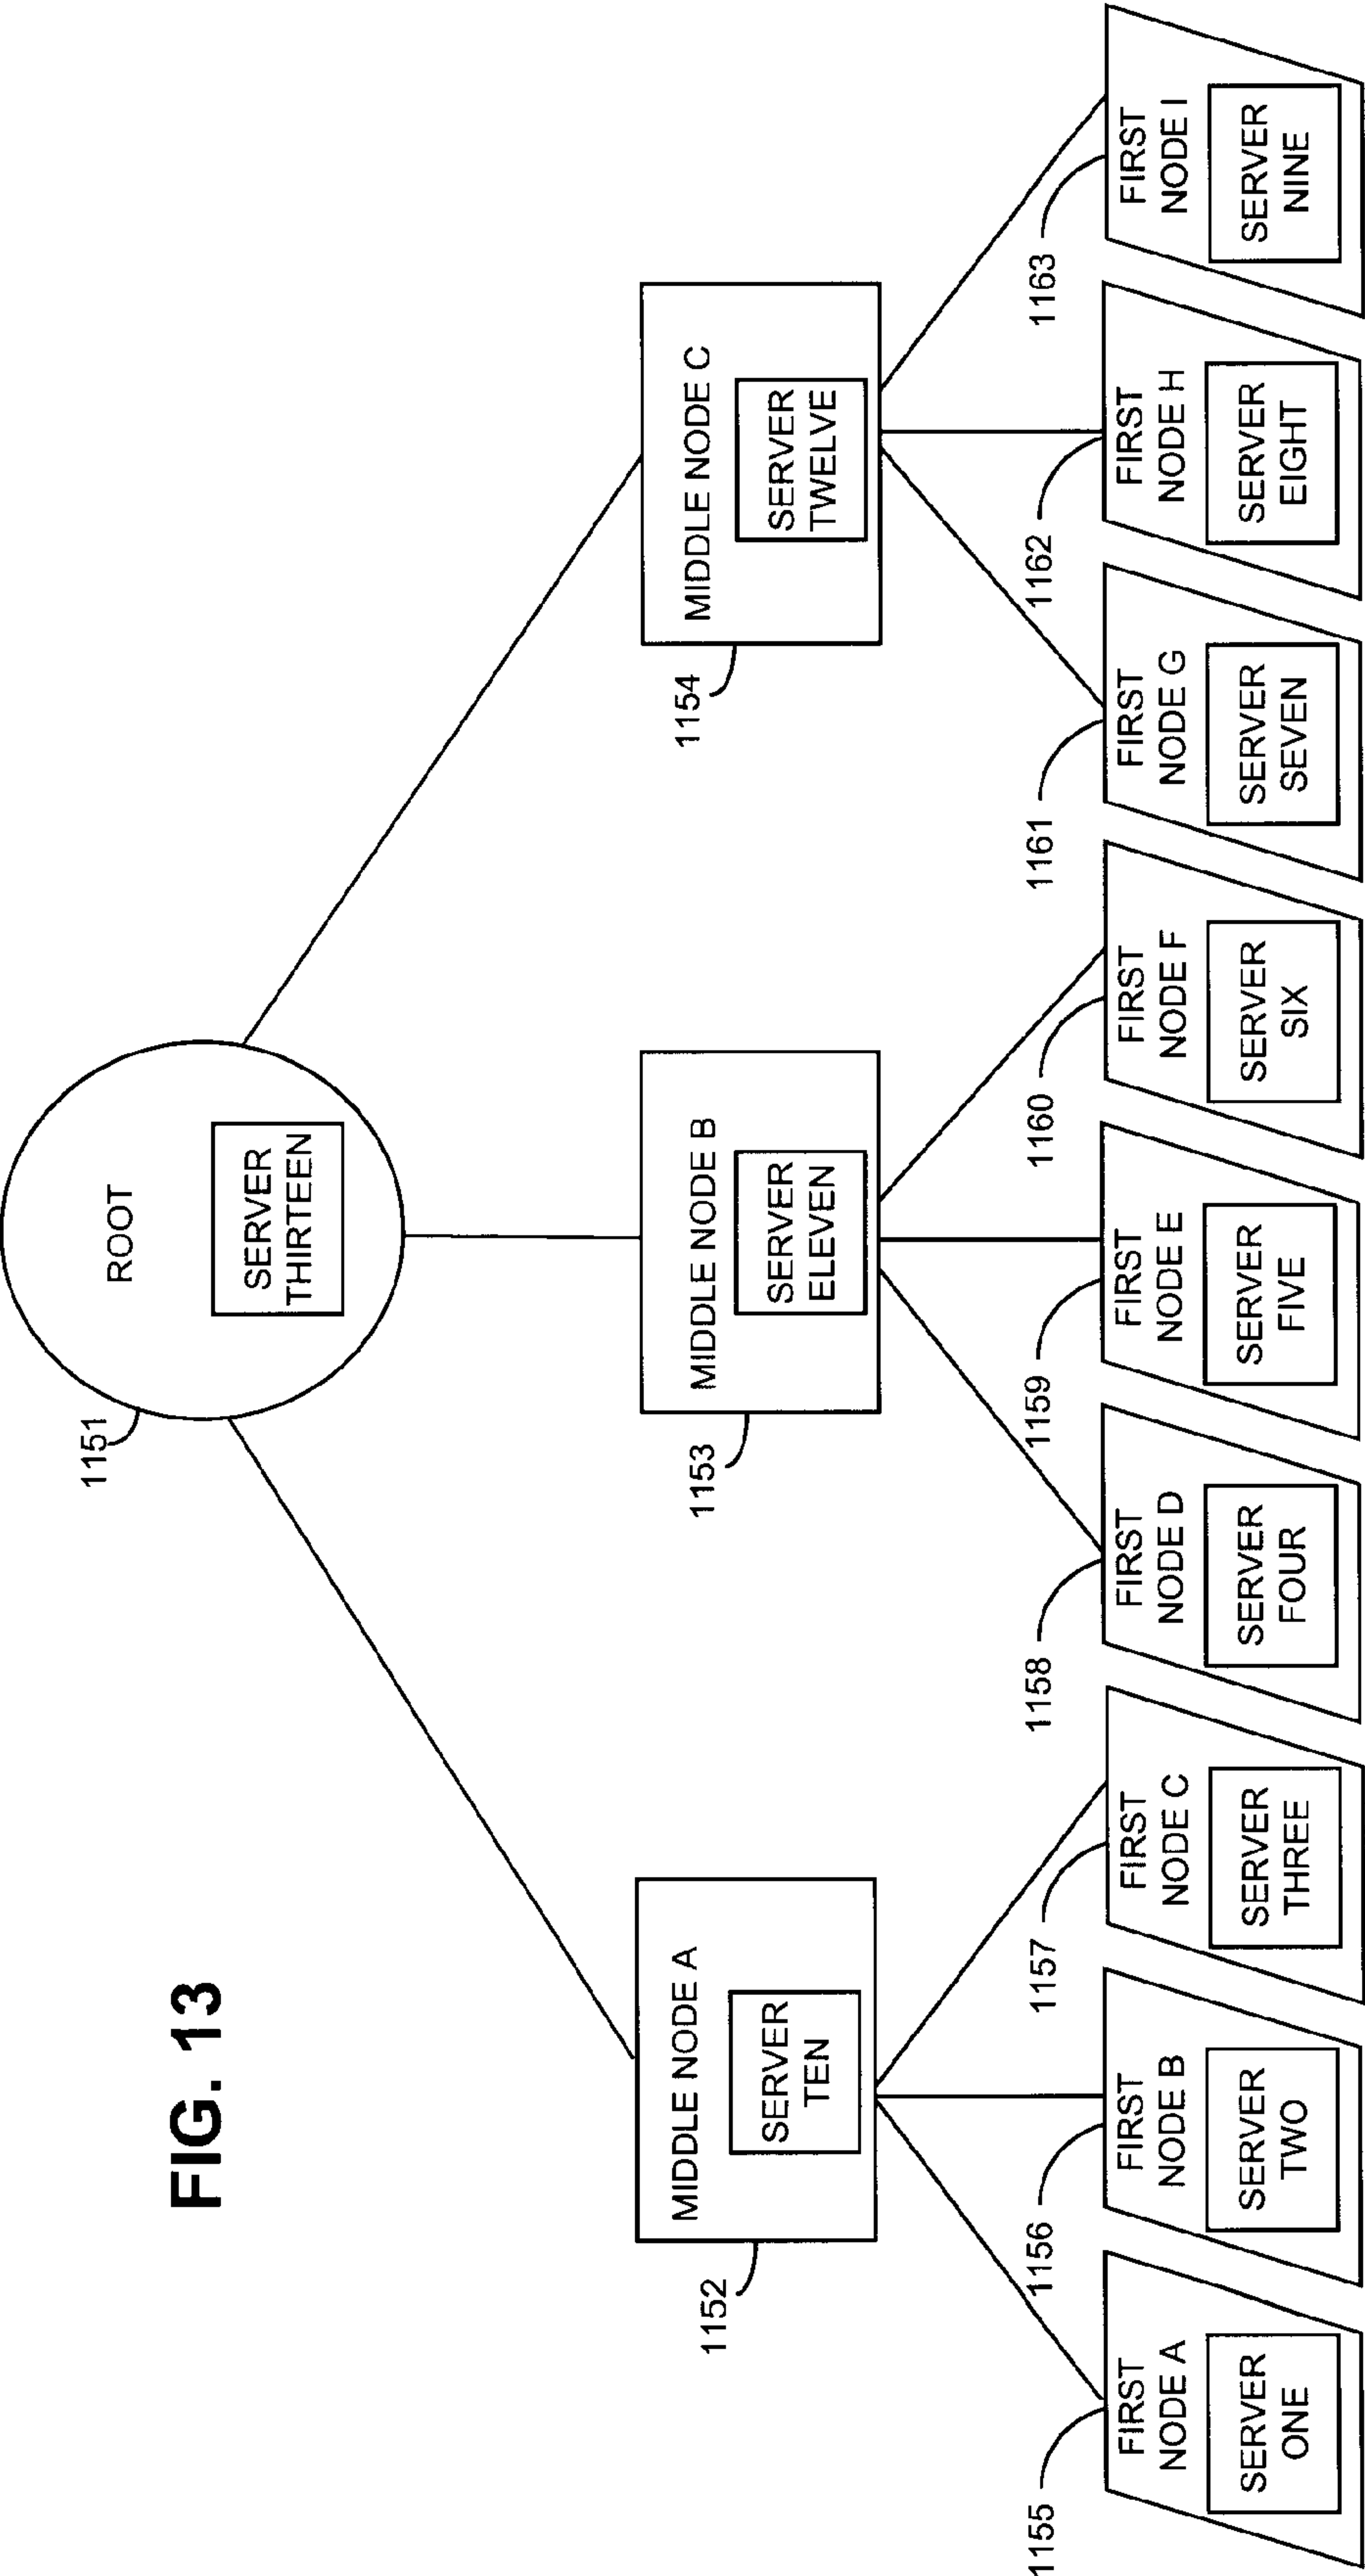 FIG. 13
ROOT
SERVER
THIRTEEN
1151
MIDDLE NODE A
SERVER
TEN
1152
MIDDLE NODE B
SERVER
ELEVEN
1153
MIDDLE NODE C
SERVER
TWELVE
1154
FIRST
NODE A
SERVER
ONE
1155
FIRST
NODE B
SERVER
TWO
1156
FIRST
NODE C
SERVER
THREE
1157
FIRST
NODE D
SERVER
FOUR
1158
FIRST
NODE E
SERVER
FIVE
1159
FIRST
NODE F
SERVER
SIX
1160
FIRST
NODE G
SERVER
SEVEN
1161
FIRST
NODE H
SERVER
EIGHT
1162
FIRST
NODE I
SERVER
NINE
1163